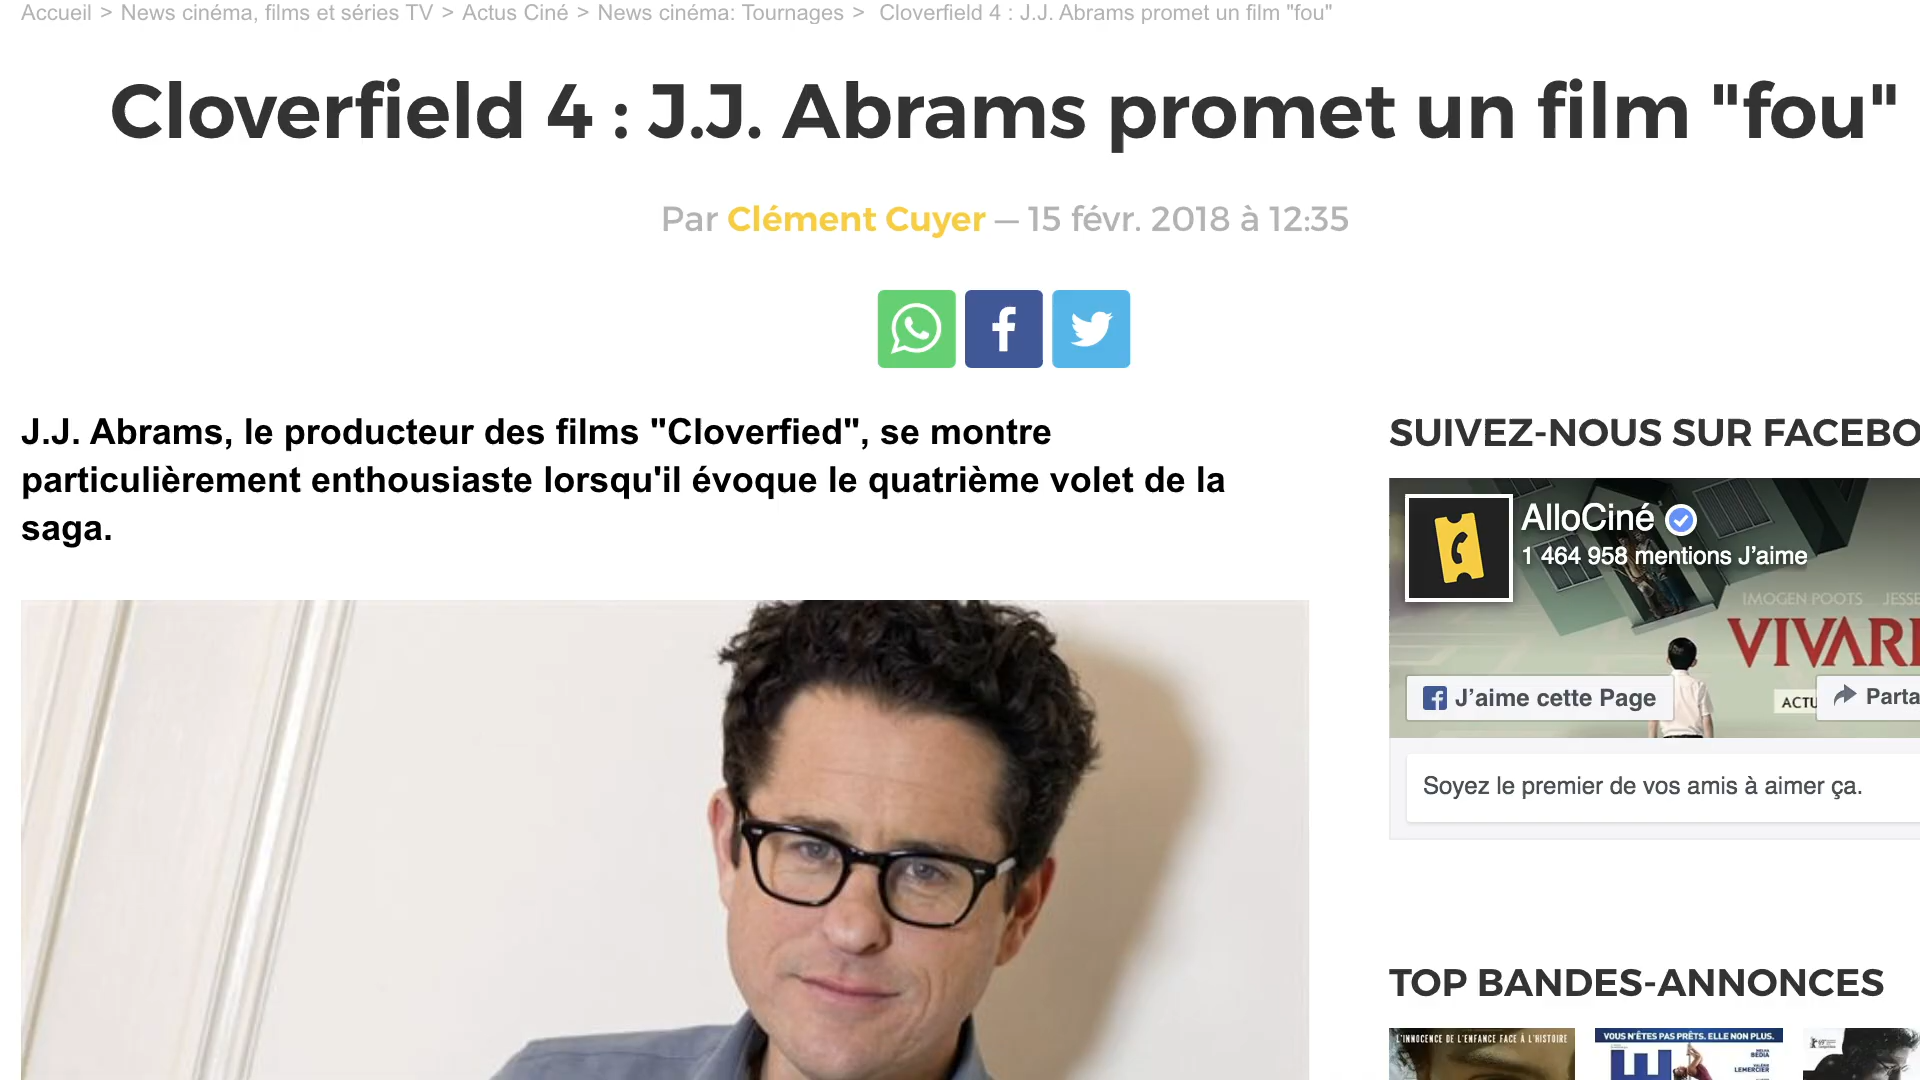 Accueil > News cinéma, films et séries TV > Actus Ciné > News cinéma: Tournages > Cloverfield 4 : J.J. Abrams promet un film "fou"
Cloverfield 4 : J.J. Abrams promet un film "fou"
Par Clément Cuyer — 15 févr. 2018 à 12:35
J.J. Abrams, le producteur des films "Cloverfied", se montre
particulièrement enthousiaste lorsqu'il évoque le quatrième volet de la
saga.
SUIVEZ-NOUS SUR FACEBO
AlloCiné
1 464 958 mentions J'aime
IMOGEN POOTS JESSE
VIVARI
J'aime cette Page
ACTU
Parta
Soyez le premier de vos amis à aimer ça.
TOP BANDES-ANNONCES
L'INNOCENCE DE L'ENFANCE FACE À L'HISTOIRE
VOUS N'ÊTES PAS PRÊTS. ELLE NON PLUS.
BEDIA
LEMERCIER